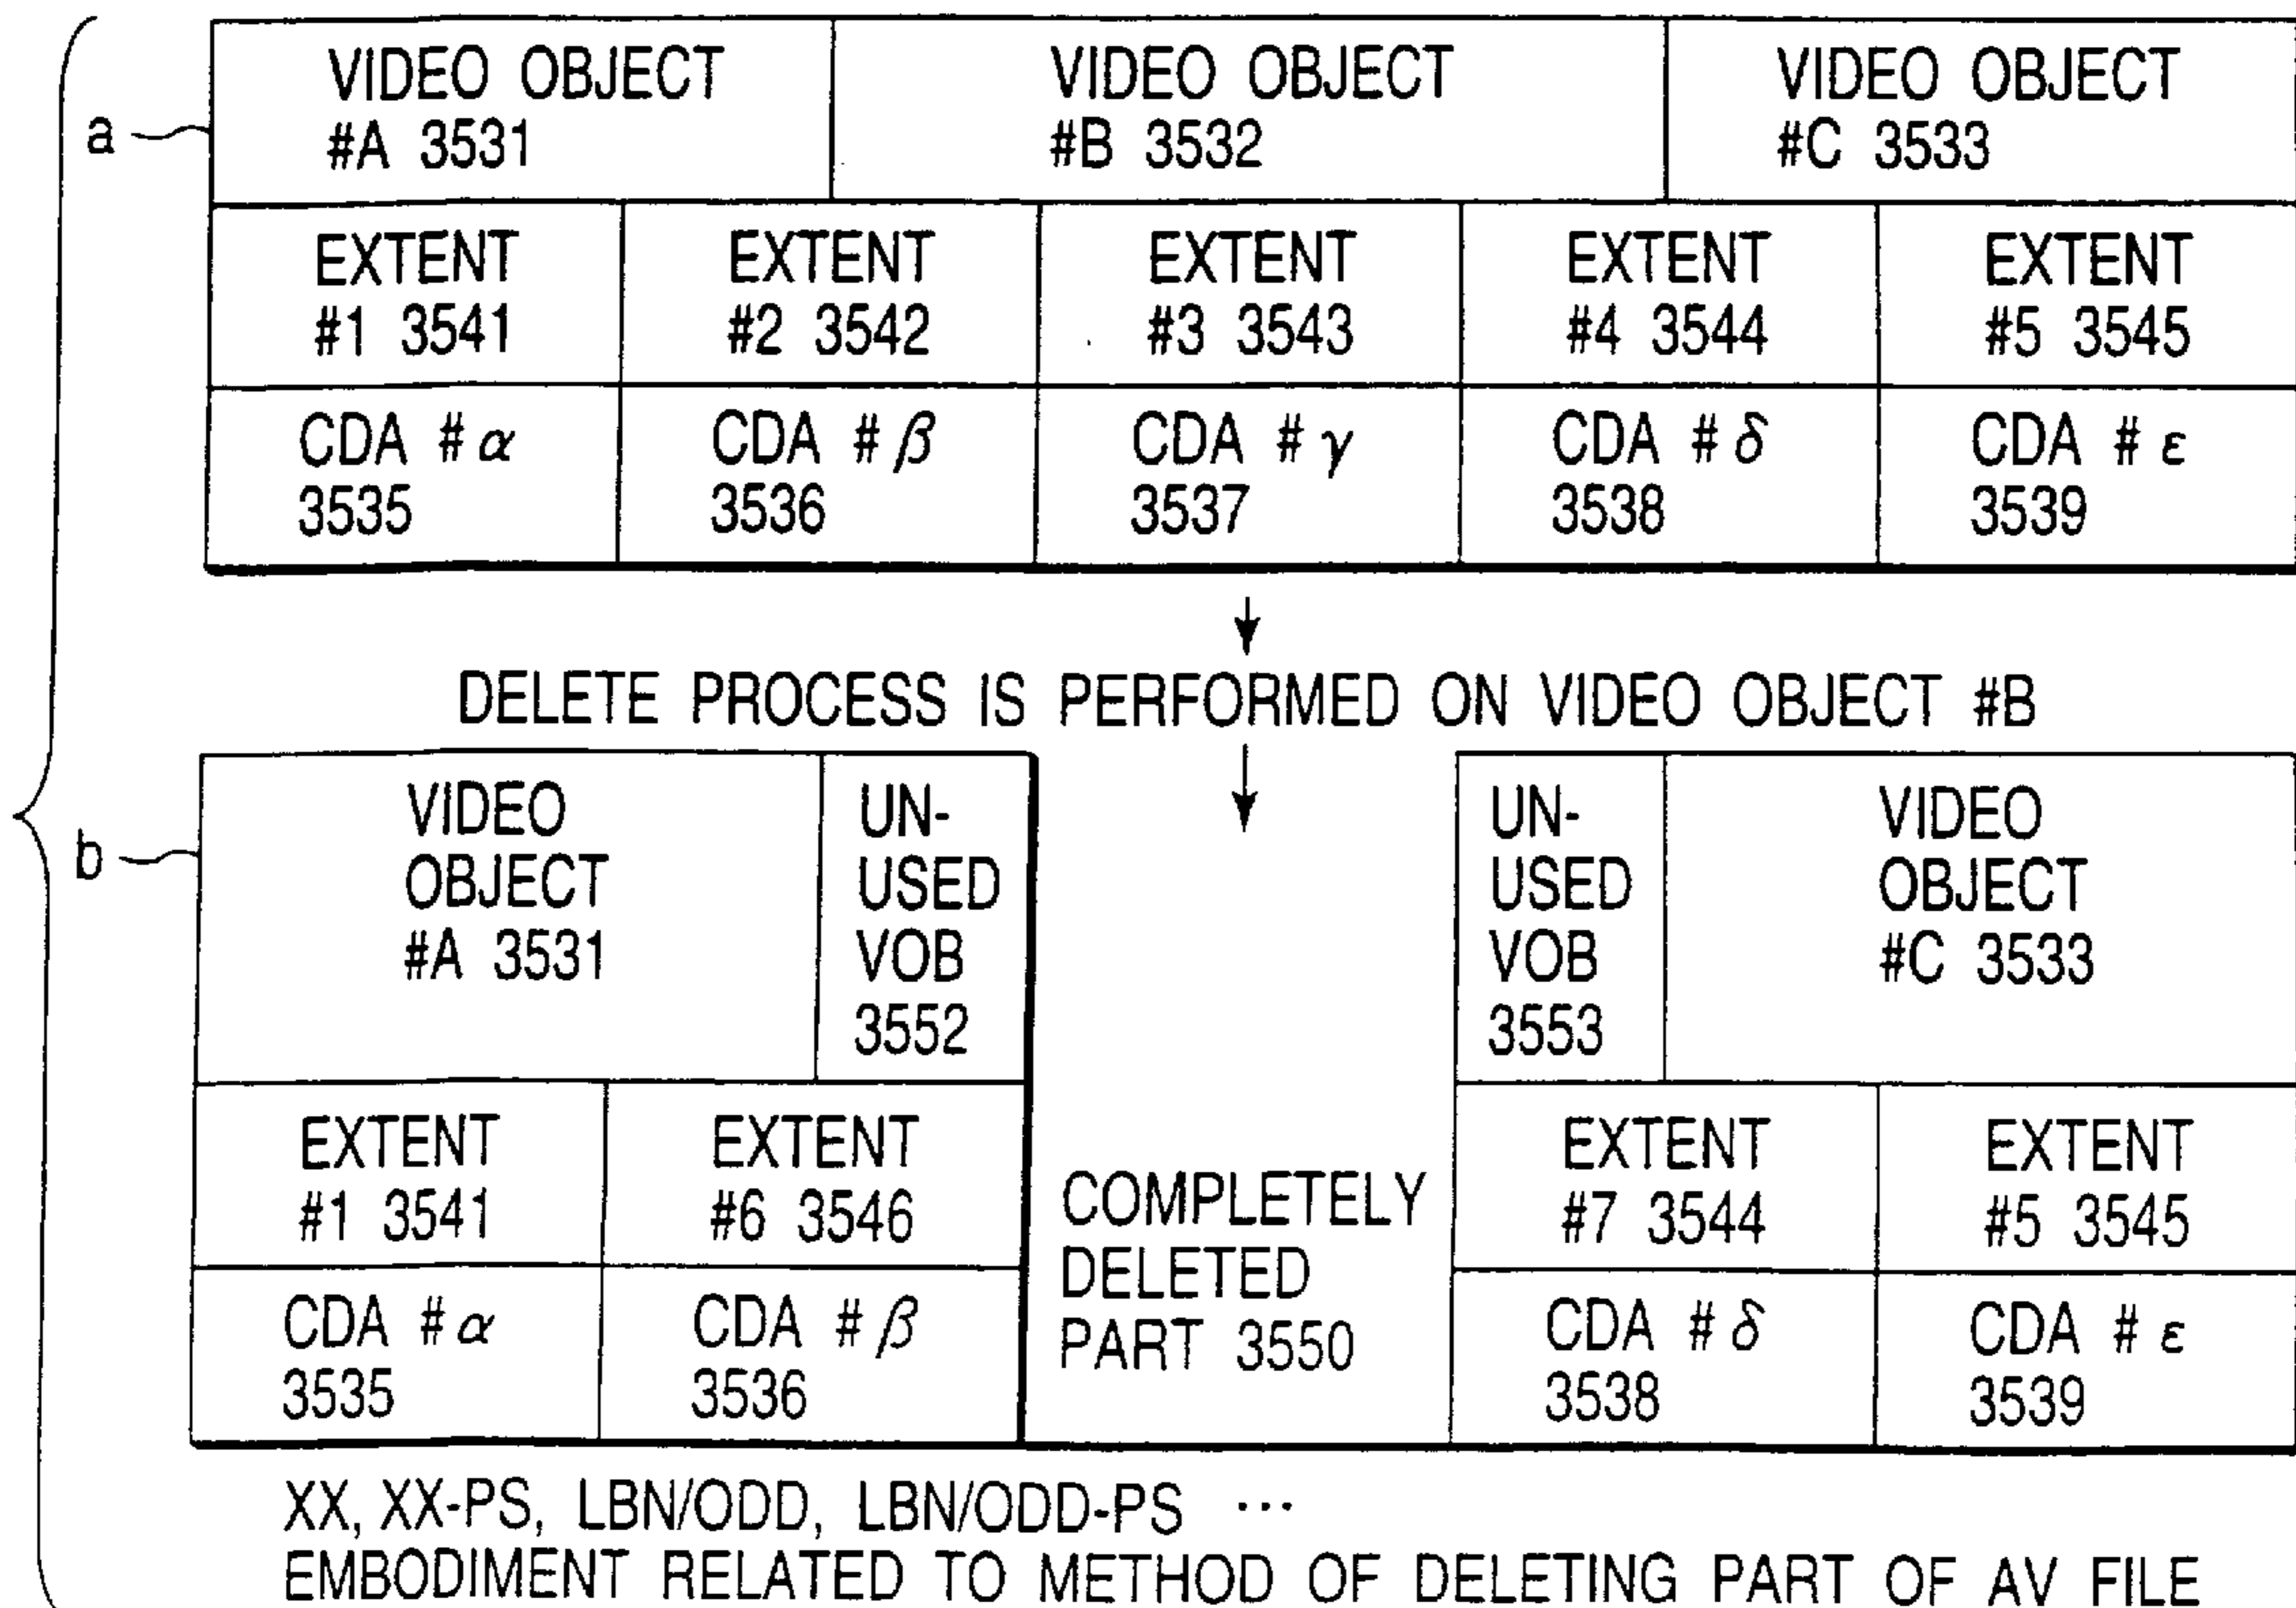 a
VIDEO OBJECT
#A 3531
VIDEO OBJECT
#B 3532
VIDEO OBJECT
#C 3533
EXTENT
#1 3541
EXTENT
#2 3542
EXTENT
#3 3543
EXTENT
#4 3544
EXTENT
#5 3545
CDA #α
3535
CDA #β
3536
CDA #γ
3537
CDA #δ
3538
CDA #ε
3539
DELETE PROCESS IS PERFORMED ON VIDEO OBJECT #B
b
VIDEO
OBJECT
#A 3531
UN-
USED
VOB
3552
UN-
USED
VOB
3553
VIDEO
OBJECT
#C 3533
EXTENT
#1 3541
EXTENT
#6 3546
COMPLETELY
DELETED
PART 3550
EXTENT
#7 3544
EXTENT
#5 3545
CDA #α
3535
CDA #β
3536
CDA #δ
3538
CDA #ε
3539
XX, XX-PS, LBN/ODD, LBN/ODD-PS ···
EMBODIMENT RELATED TO METHOD OF DELETING PART OF AV FILE